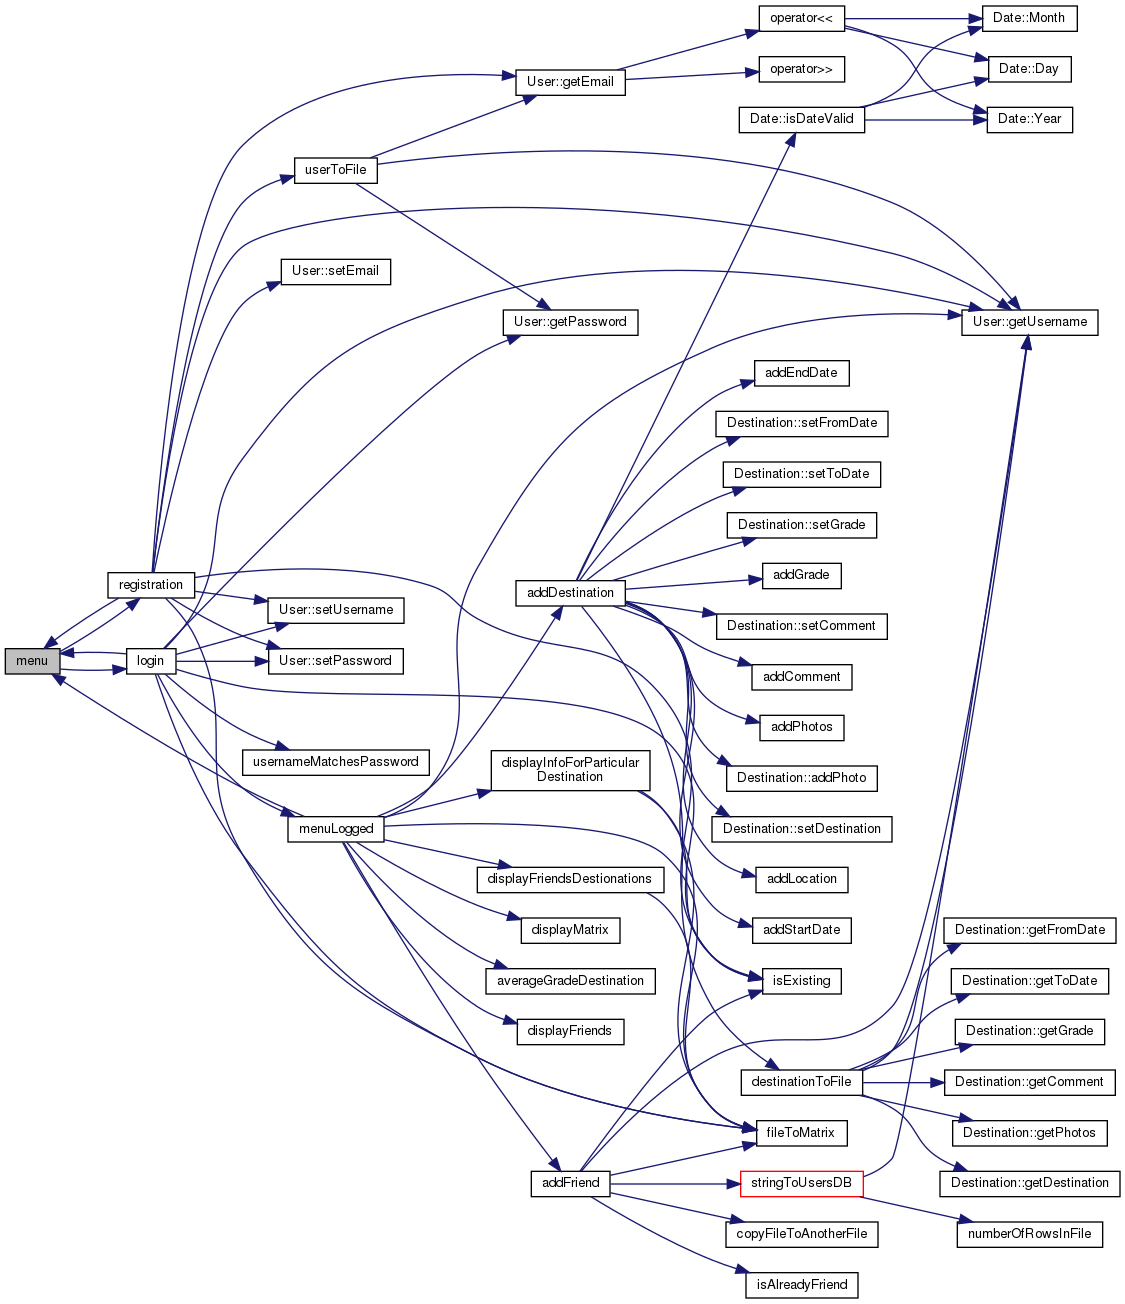 operator<<
Date::Month
operator>>
Date::Day
User::getEmail
Date::isDateValid
Date::Year
userToFile
User::setEmail
User::getPassword
User::getUsername
addEndDate
Destination::setFromDate
Destination::setToDate
Destination::setGrade
addGrade
registration
addDestination
User::setUsername
Destination::setComment
menu
login
User::setPassword
addComment
addPhotos
usernameMatchesPassword
displayInfoForParticular
Destination
Destination::addPhoto
menuLogged
Destination::setDestination
displayFriendsDestionations
addLocation
displayMatrix
addStartDate
Destination::getFromDate
averageGradeDestination
isExisting
Destination::getToDate
displayFriends
Destination::getGrade
destinationToFile
Destination::getComment
fileToMatrix
Destination::getPhotos
addFriend
stringToUsersDB
Destination::getDestination
copyFileToAnotherFile
numberOfRowsInFile
isAlreadyFriend